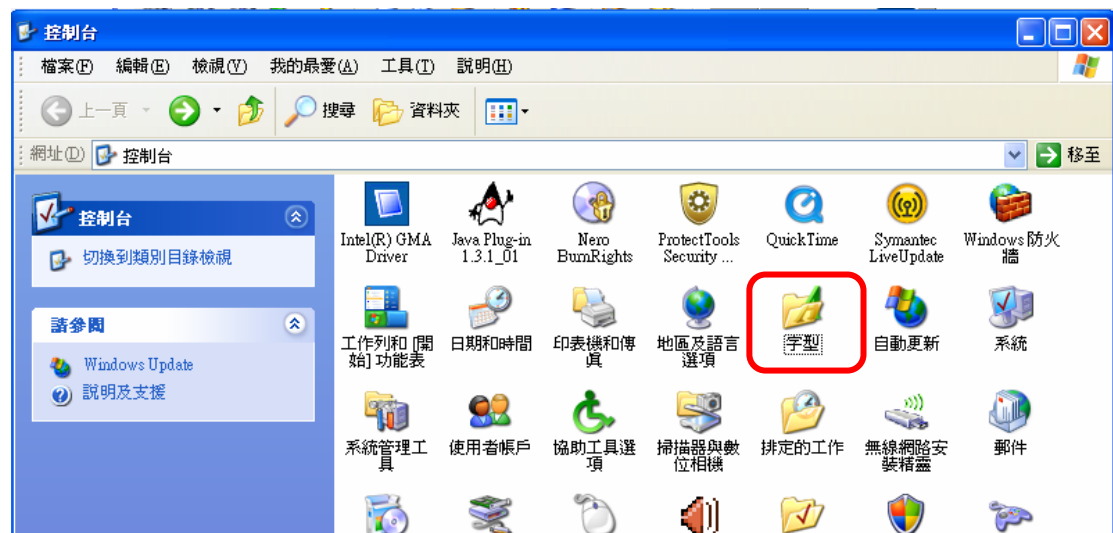 控制台
檔案(F) 編輯(E) 檢視(V) 我的最愛(A) 工具(T) 說明(H)
上一頁 搜尋 資料夾
網址(D) 控制台 移至
控制台
切換到類別目錄檢視
請參閱
Windows Update
說明及支援
Intel(R) GMA Driver
Java Plug-in 1.3.1_01
Nero BurnRights
ProtectTools Security ...
QuickTime
Symantec LiveUpdate
Windows 防火牆
工作列和 [開始] 功能表
日期和時間
印表機和傳真
地區及語言選項
字型
自動更新
系統
系統管理工具
使用者帳戶
協助工具選項
掃描器與數位相機
排定的工作
無線網路安裝精靈
郵件